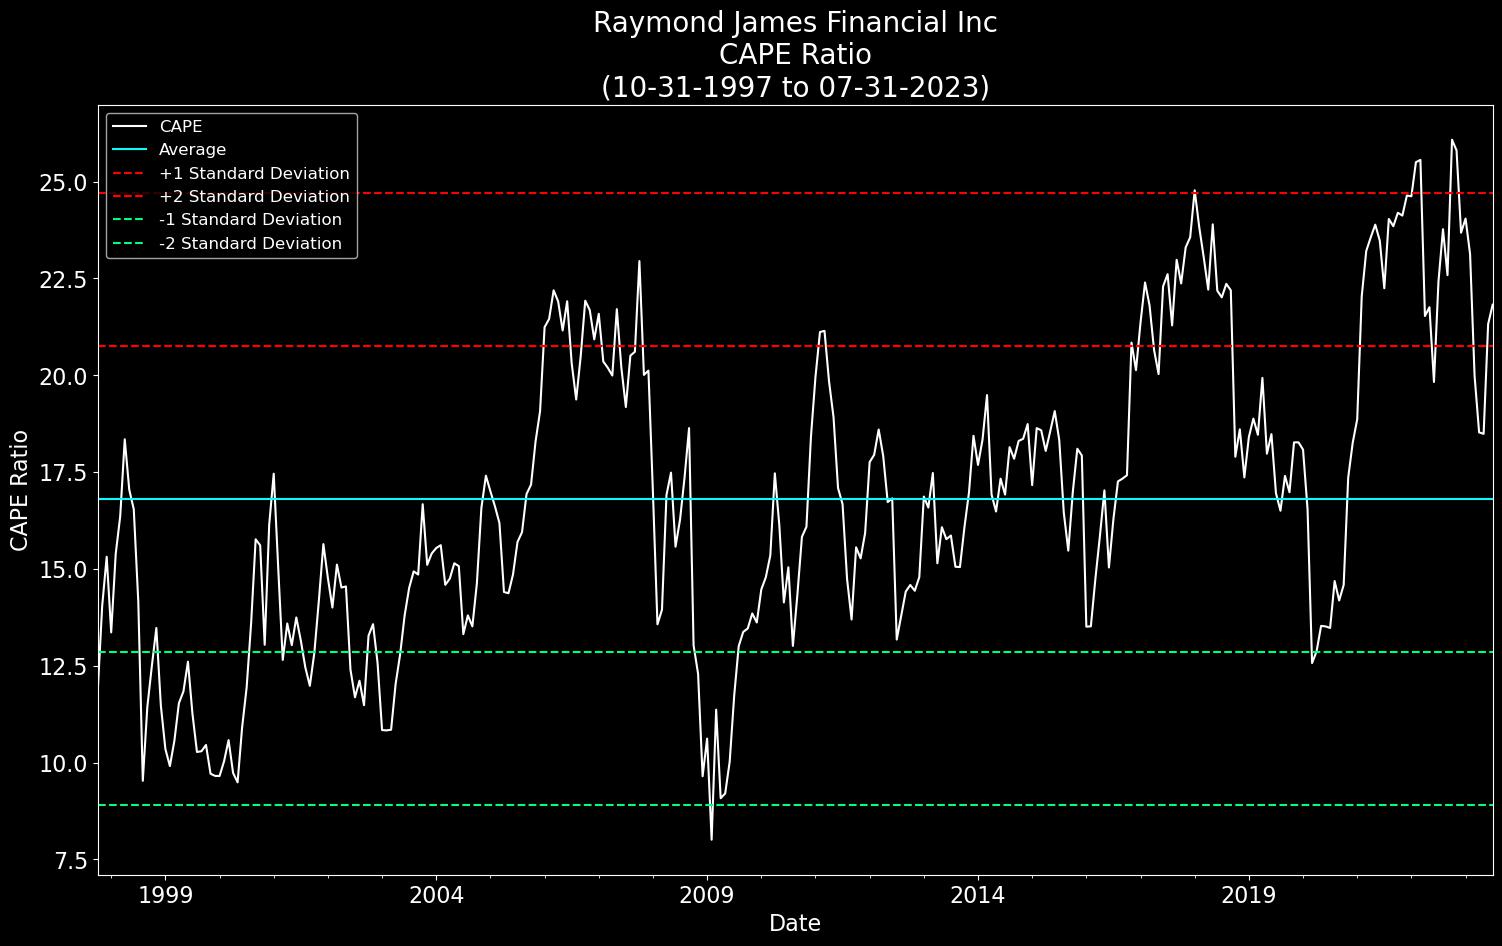 Raymond James Financial Inc
CAPE Ratio
(10-31-1997 to 07-31-2023)
CAPE
Average
+1 Standard Deviation
+2 Standard Deviation
-1 Standard Deviation
-2 Standard Deviation
25.0
22.5
20.0
17.5
15.0
12.5
10.0
7.5
CAPE Ratio
1999
2004
2009
2014
2019
Date